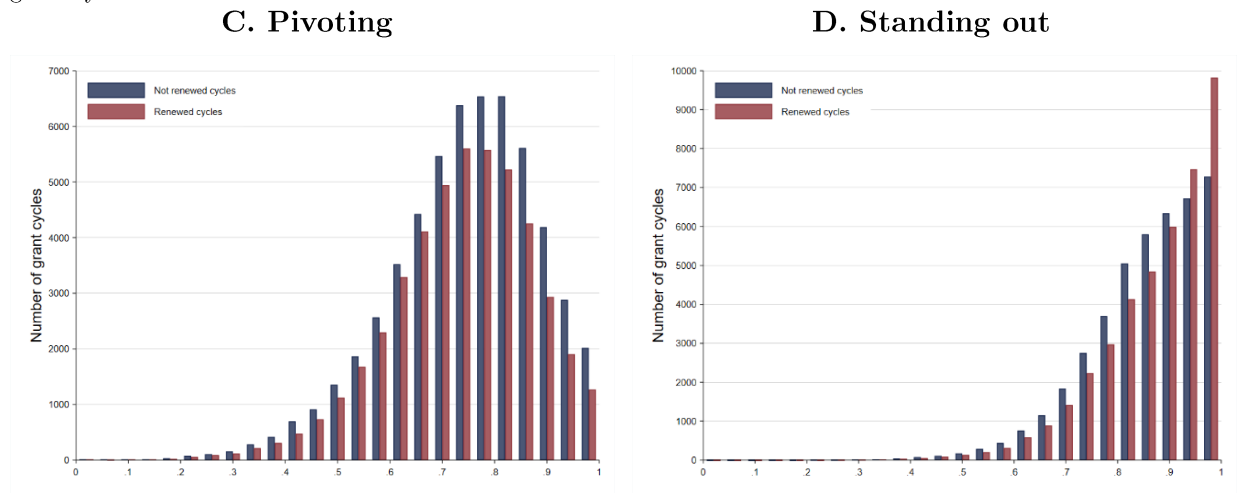 C. Pivoting
7000
6000
5000
4000
3000
2000
1000
0
Number of grant cycles
Not renewed cycles
Renewed cycles
0 .1 .2 .3 .4 .5 .6 .7 .8 .9 1
D. Standing out
10000
9000
8000
7000
6000
5000
4000
3000
2000
1000
0
Number of grant cycles
Not renewed cycles
Renewed cycles
0 .1 .2 .3 .4 .5 .6 .7 .8 .9 1